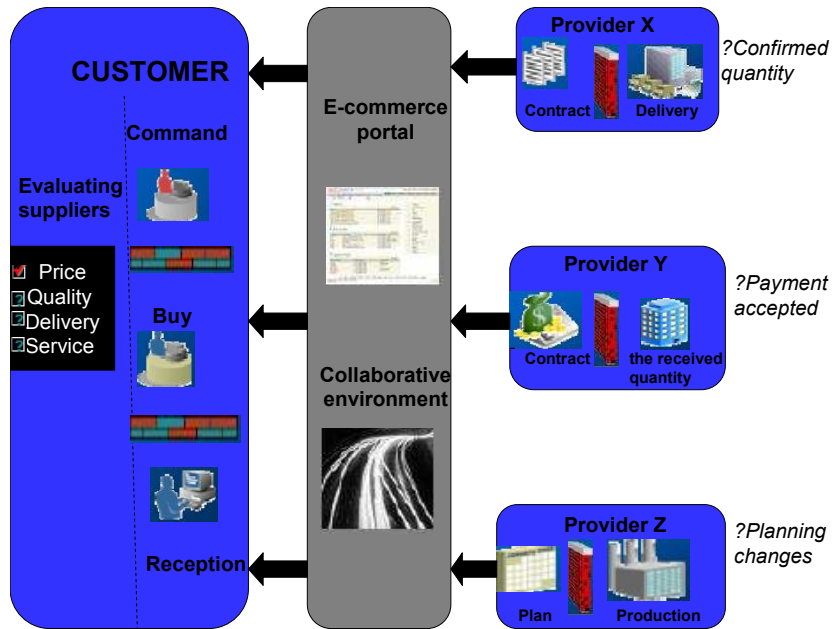 CUSTOMER
Command
Evaluating
suppliers
Price
Quality
Delivery
Service
Buy
Reception
E-commerce
portal
Collaborative
environment
Provider X
Contract
Delivery
?Confirmed
quantity
Provider Y
Contract
the received
quantity
?Payment
accepted
Provider Z
Plan
Production
?Planning
changes